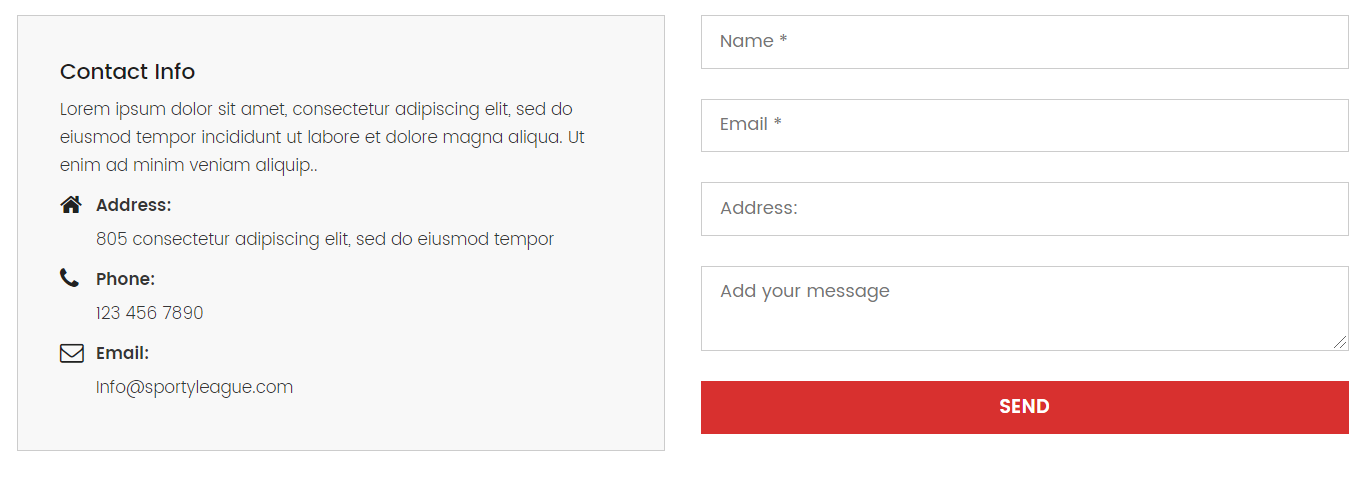 Contact Info
Lorem ipsum dolor sit amet, consectetur adipiscing elit, sed do
eiusmod tempor incididunt ut labore et dolore magna aliqua. Ut
enim ad minim veniam aliquip..
Address:
805 consectetur adipiscing elit, sed do eiusmod tempor
Phone:
123 456 7890
Email:
Info@sportyleague.com
Name *
Email *
Address:
Add your message
SEND